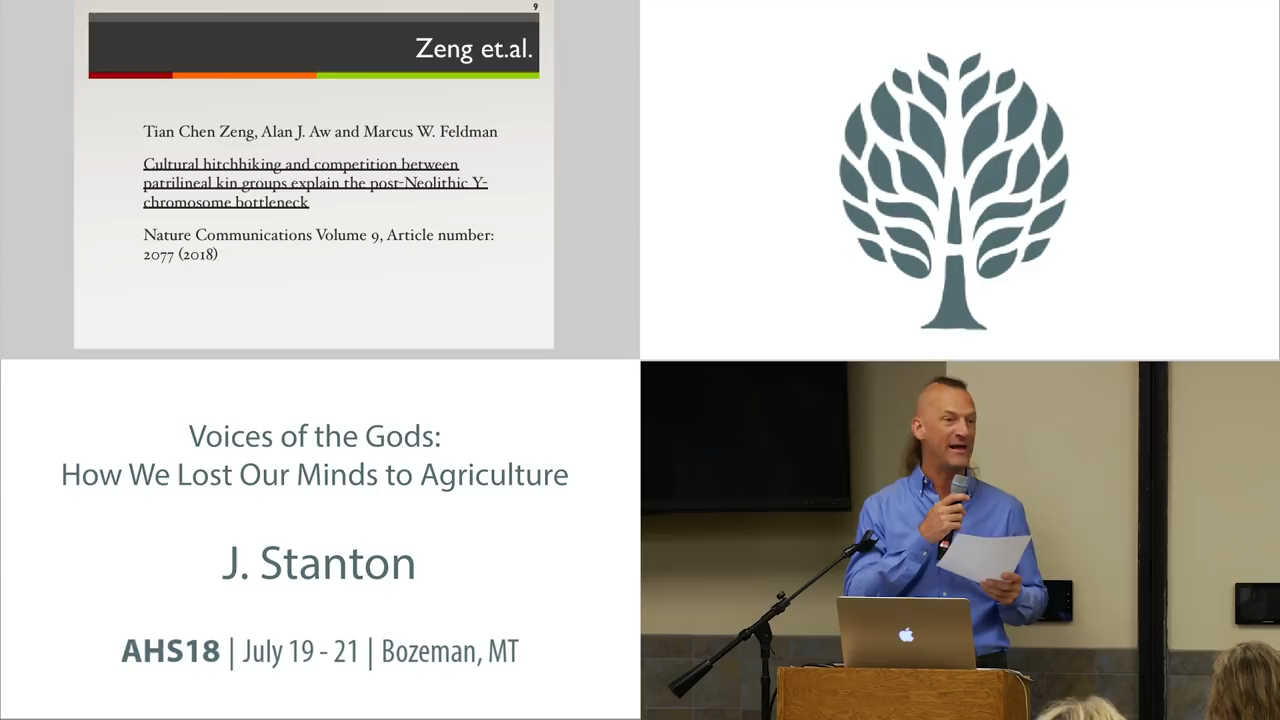 9
Zeng et.al.
Tian Chen Zeng, Alan J. Aw and Marcus W. Feldman
Cultural hitchhiking and competition between
patrilineal kin groups explain the post-Neolithic Y-
chromosome bottleneck
Nature Communications Volume 9, Article number:
2077 (2018)
Voices of the Gods:
How We Lost Our Minds to Agriculture
J. Stanton
AHS18 | July 19 - 21 | Bozeman, MT